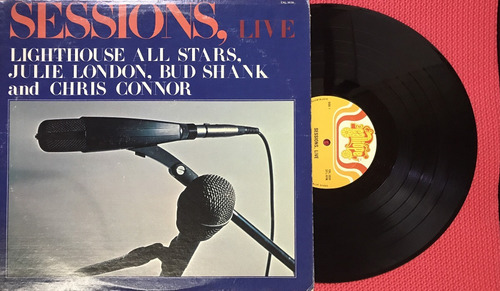 SESSIONS, LIVE
LIGHTHOUSE ALL STARS,
JULIE LONDON, BUD SHANK
and CHRIS CONNOR
SESSIONS, LIVE